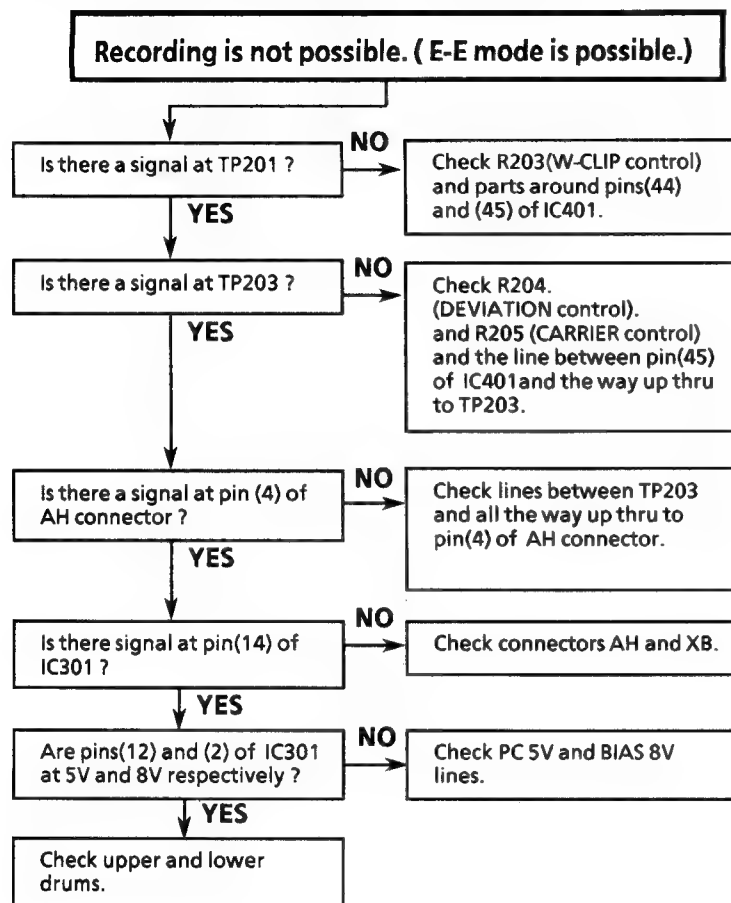 Recording is not possible. ( E-E mode is possible.)
Is there a signal at TP201 ?
NO
Check R203(W-CLIP control)
and parts around pins(44)
and (45) of IC401.
YES
Is there a signal at TP203 ?
NO
Check R204.
(DEVIATION control).
and R205 (CARRIER control)
and the line between pin(45)
of IC401and the way up thru
to TP203.
YES
Is there a signal at pin (4) of
AH connector ?
NO
Check lines between TP203
and all the way up thru to
pin(4) of AH connector.
YES
Is there signal at pin(14) of
IC301 ?
NO
Check connectors AH and XB.
YES
Are pins(12) and (2) of IC301
at 5V and 8V respectively ?
NO
Check PC 5V and BIAS 8V
lines.
YES
Check upper and lower
drums.